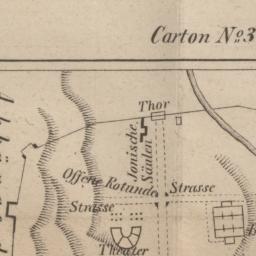 Carton No. 3
Thor
Jonische
Säulen
Offene Rotunde
Strasse
Strasse
Theater